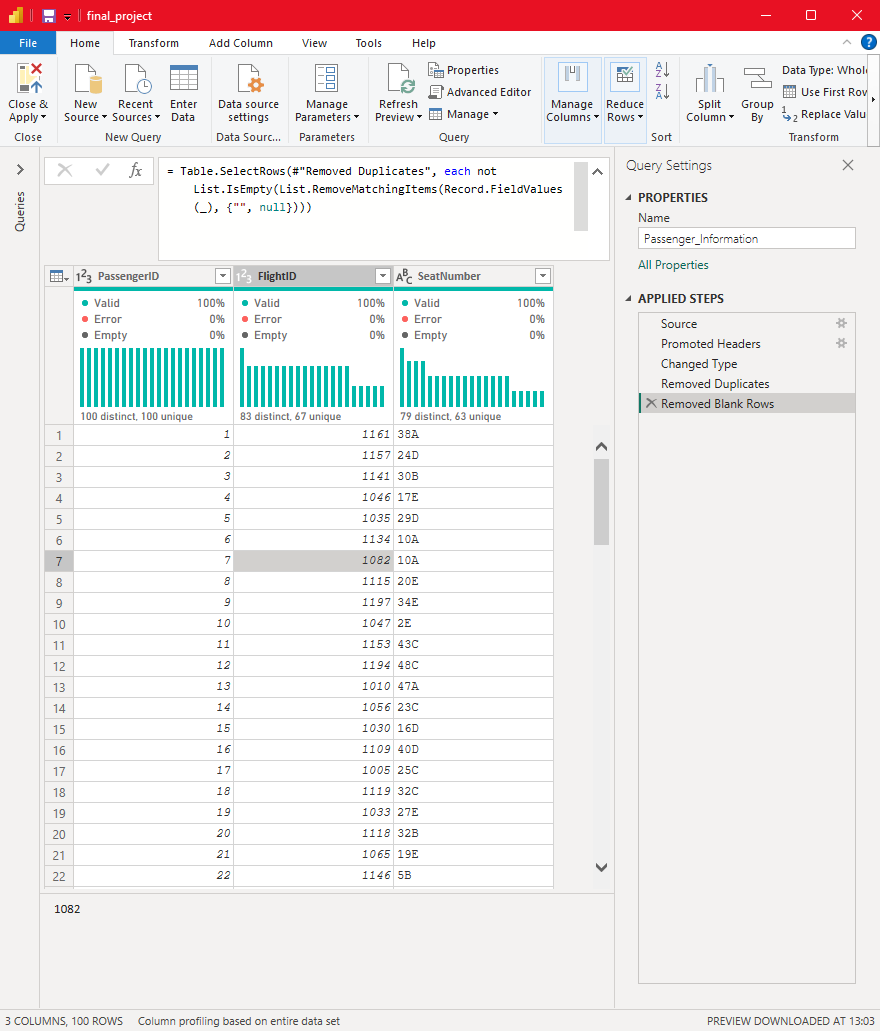 final_project
File Home Transform Add Column View Tools Help
Close & Apply
New Source
Recent Sources
Enter Data
Data source settings
Manage Parameters
Refresh Preview
Properties
Advanced Editor
Manage
Manage Columns
Reduce Rows
Split Column
Group By
Data Type: Whole
Use First Row
Replace Valu
Close New Query Data Sourc... Parameters Query Sort Transform
Queries
fx
= Table.SelectRows(#"Removed Duplicates", each not
List.IsEmpty(List.RemoveMatchingItems(Record.FieldValues
(_), {"", null})))
PassengerID FlightID SeatNumber
Valid 100% Valid 100% Valid 100%
Error 0% Error 0% Error 0%
Empty 0% Empty 0% Empty 0%
100 distinct, 100 unique 83 distinct, 67 unique 79 distinct, 63 unique
1 1 1161 38A
2 2 1157 24D
3 3 1141 30B
4 4 1046 17E
5 5 1035 29D
6 6 1134 10A
7 7 1082 10A
8 8 1115 20E
9 9 1197 34E
10 10 1047 2E
11 11 1153 43C
12 12 1194 48C
13 13 1010 47A
14 14 1056 23C
15 15 1030 16D
16 16 1109 40D
17 17 1005 25C
18 18 1119 32C
19 19 1033 27E
20 20 1118 32B
21 21 1065 19E
22 22 1146 5B
1082
Query Settings
PROPERTIES
Name
Passenger_Information
All Properties
APPLIED STEPS
Source
Promoted Headers
Changed Type
Removed Duplicates
Removed Blank Rows
3 COLUMNS, 100 ROWS Column profiling based on entire data set PREVIEW DOWNLOADED AT 13:03